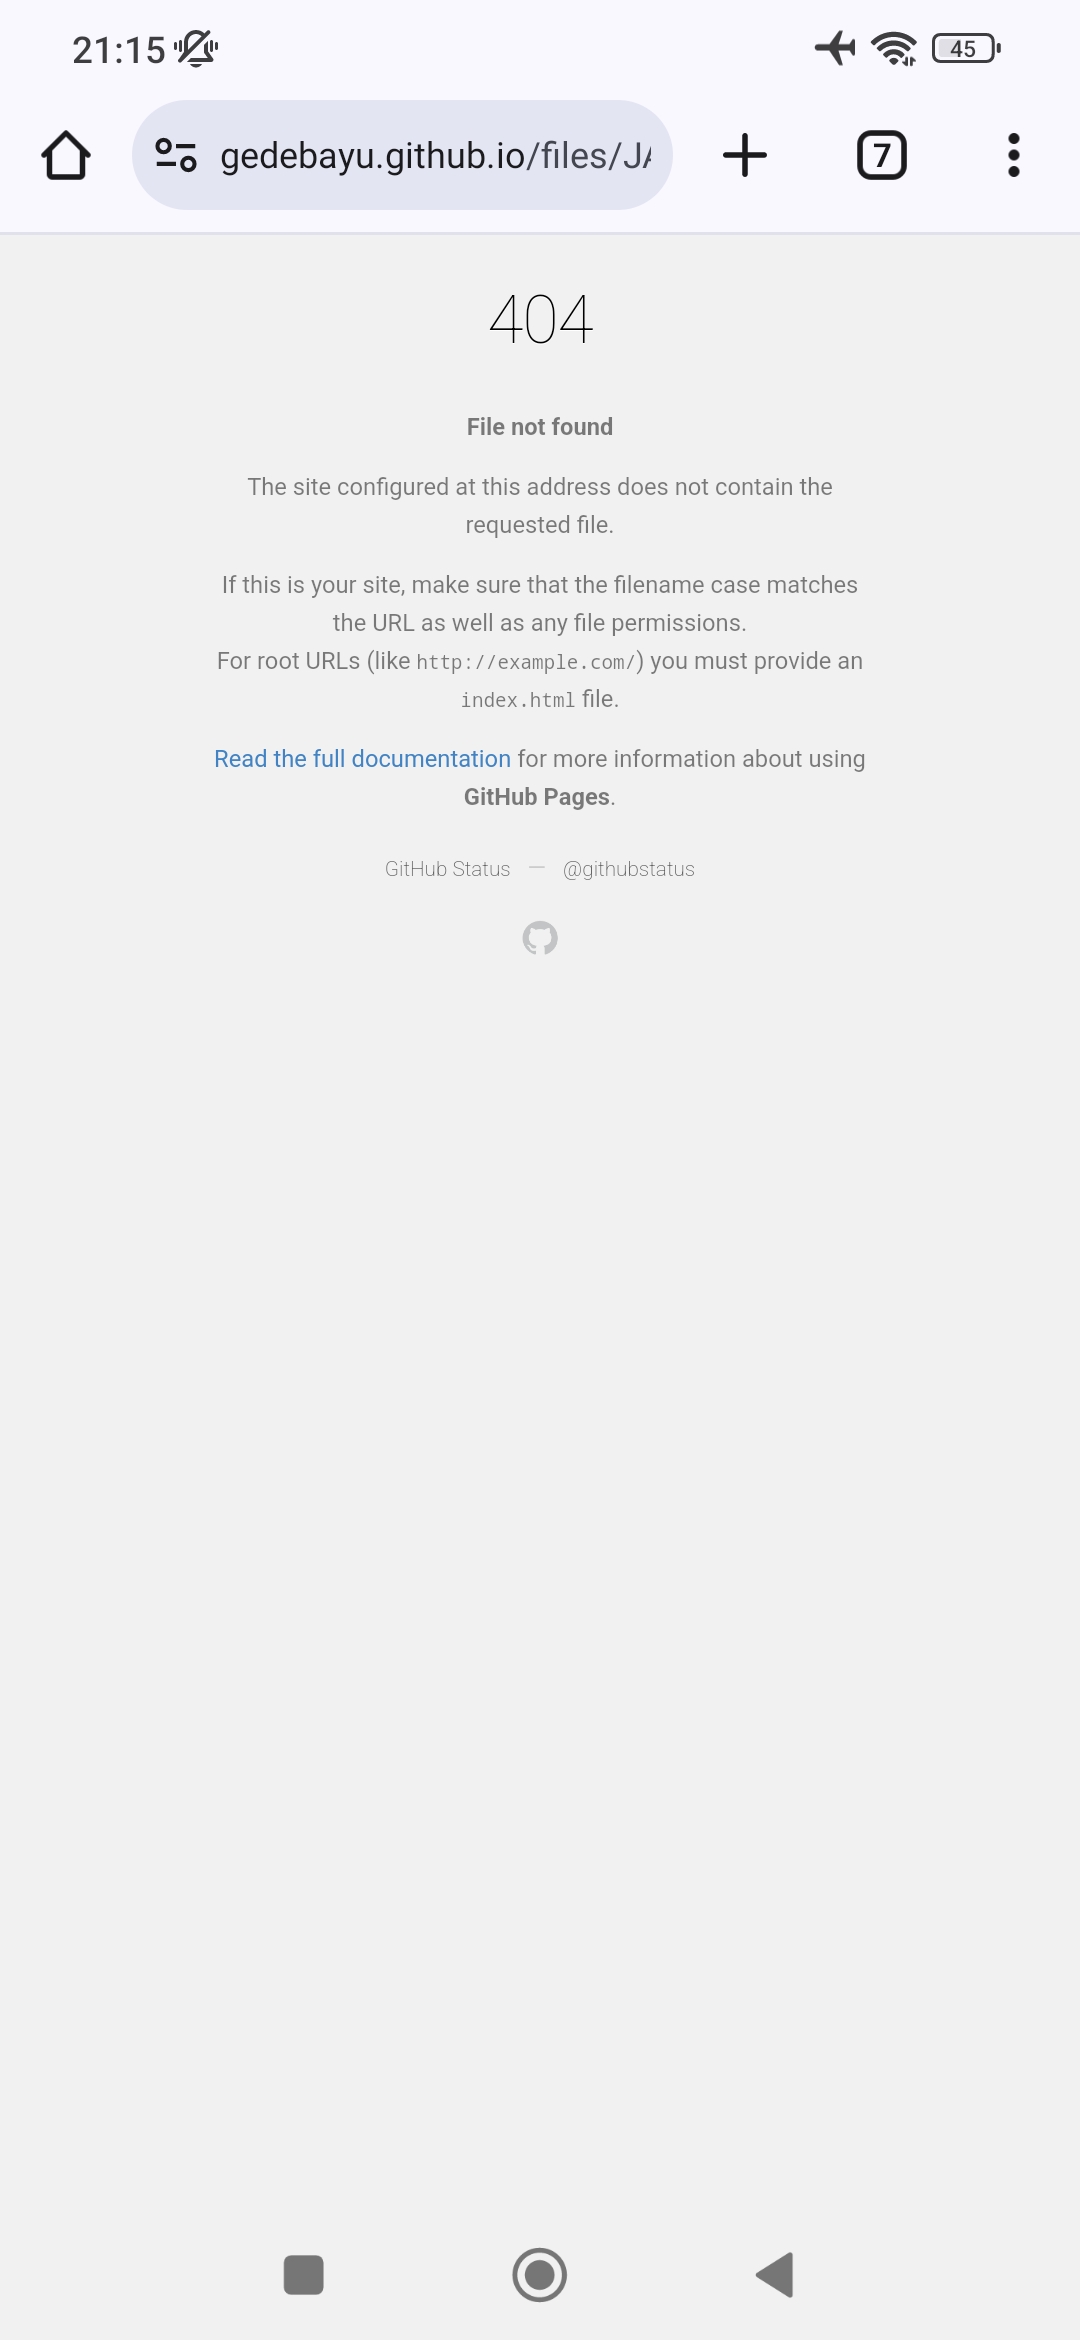 21:15
45
gedebayu.github.io/files/JA
7
404
File not found
The site configured at this address does not contain the
requested file.
If this is your site, make sure that the filename case matches
the URL as well as any file permissions.
For root URLs (like http://example.com/) you must provide an
index.html file.
Read the full documentation for more information about using
GitHub Pages.
GitHub Status — @githubstatus